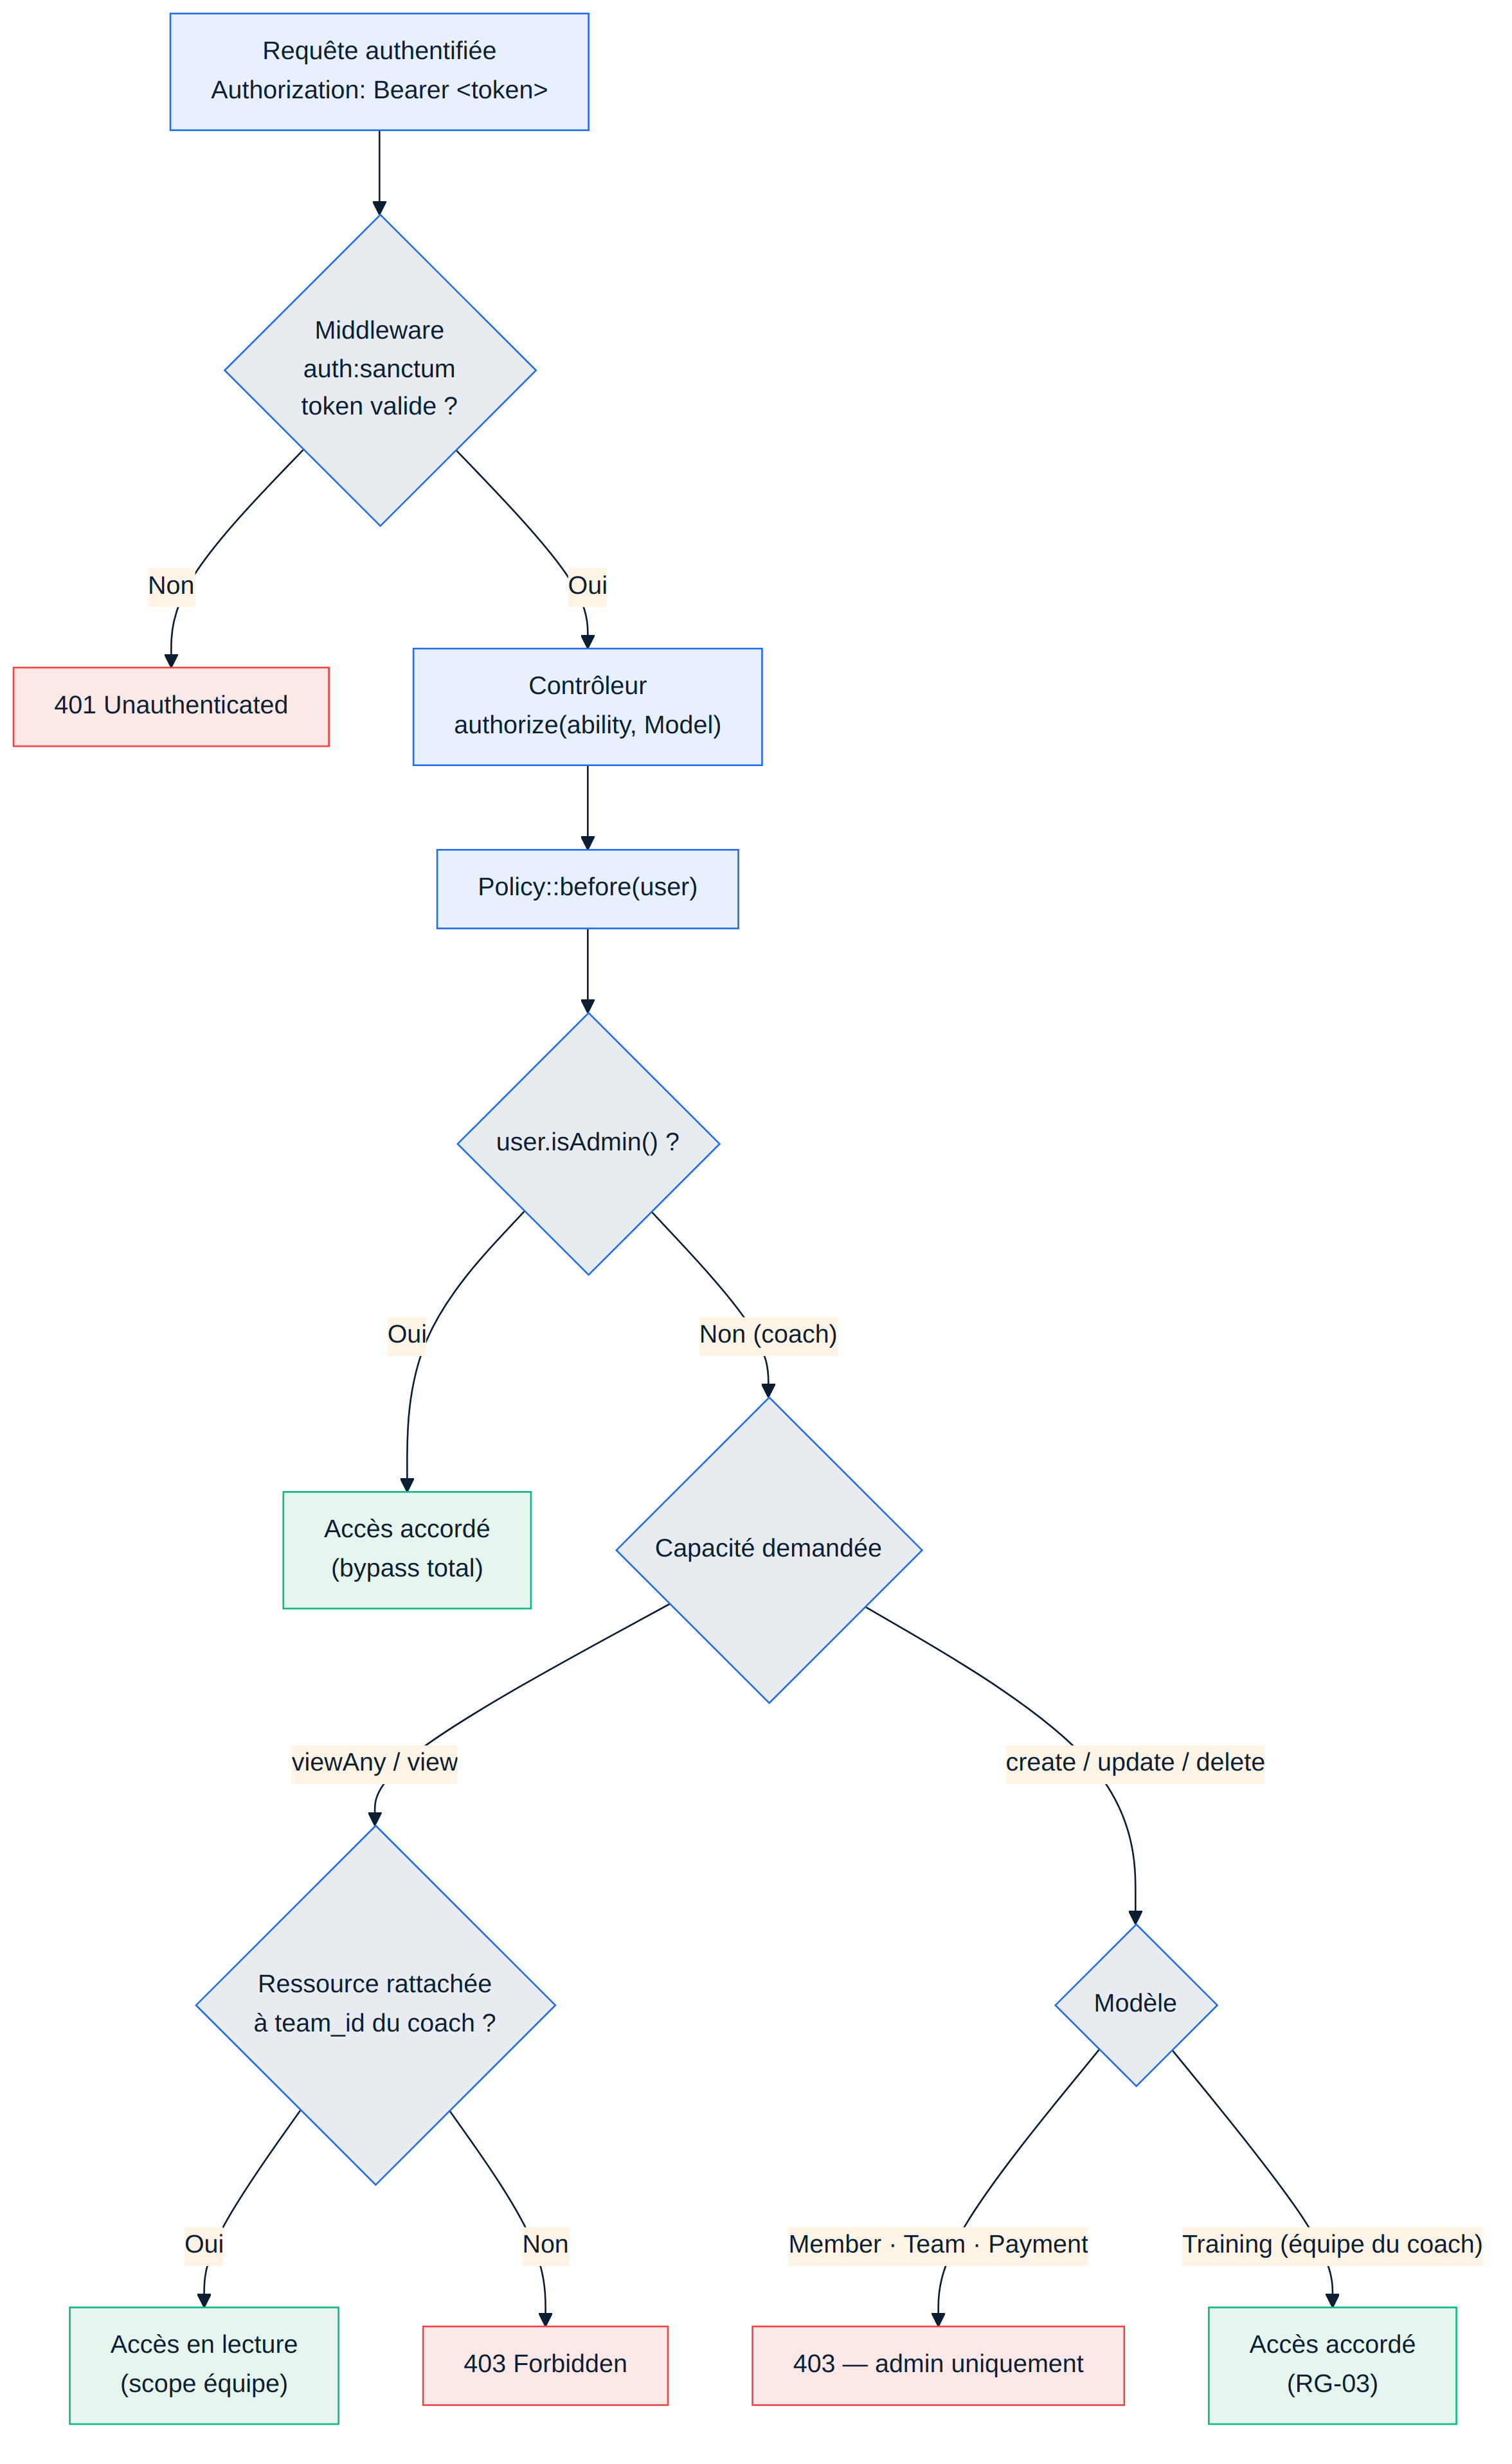 Requête authentifiée
Authorization: Bearer <token>
Middleware
auth:sanctum
token valide ?
Non
Oui
401 Unauthenticated
Contrôleur
authorize(ability, Model)
Policy::before(user)
user.isAdmin() ?
Oui
Non (coach)
Accès accordé
(bypass total)
Capacité demandée
viewAny / view
create / update / delete
Ressource rattachée
à team_id du coach ?
Modèle
Oui
Non
Member · Team · Payment
Training (équipe du coach)
Accès en lecture
(scope équipe)
403 Forbidden
403 — admin uniquement
Accès accordé
(RG-03)